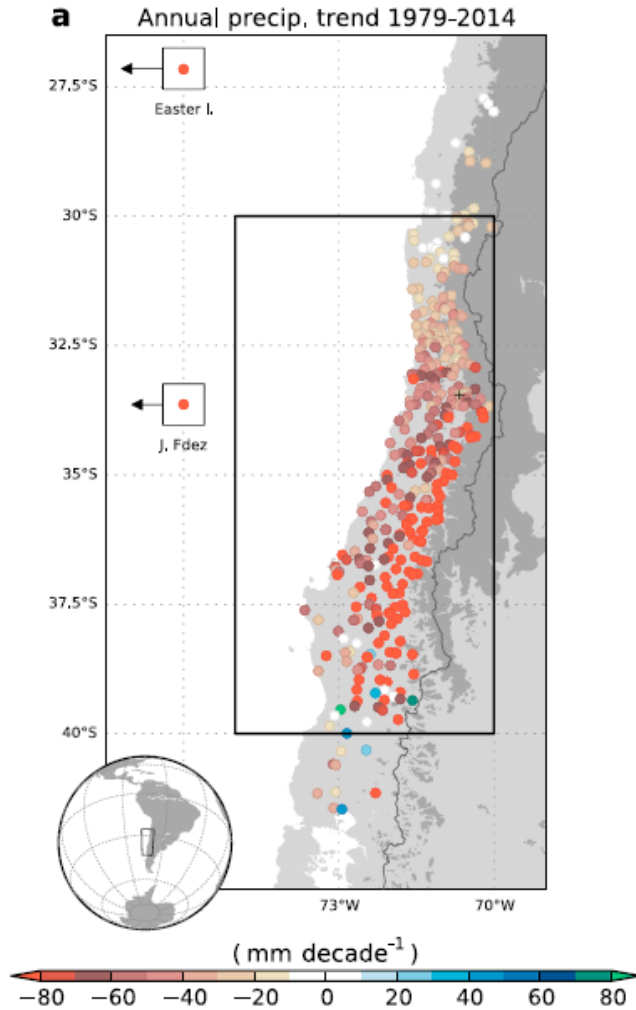 a Annual precip. trend 1979-2014
27.5°S
Easter I.
30°S
32.5°S
J. Fdez
35°S
37.5°S
40°S
73°W 70°W
( mm decade⁻¹ )
−80 −60 −40 −20 0 20 40 60 80